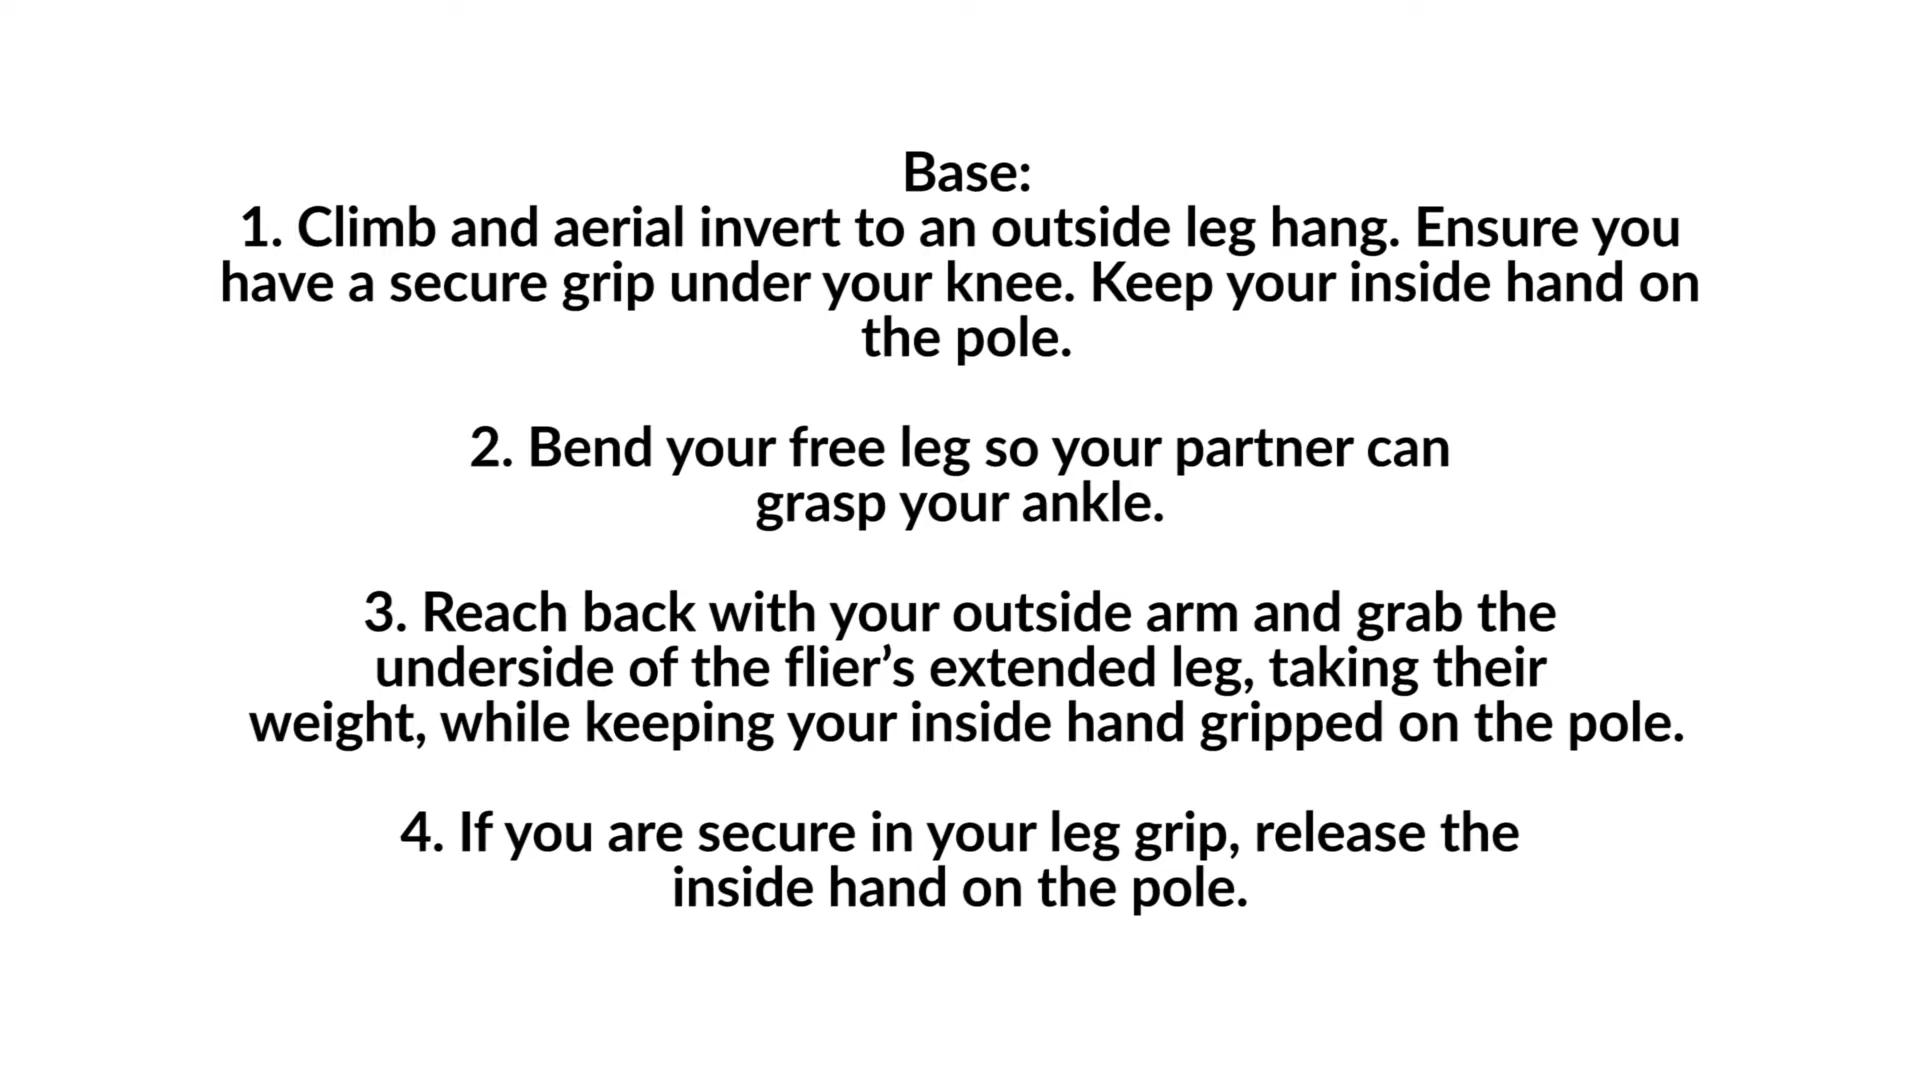 Base:
1. Climb and aerial invert to an outside leg hang. Ensure you
have a secure grip under your knee. Keep your inside hand on
the pole.
2. Bend your free leg so your partner can
grasp your ankle.
3. Reach back with your outside arm and grab the
underside of the flier’s extended leg, taking their
weight, while keeping your inside hand gripped on the pole.
4. If you are secure in your leg grip, release the
inside hand on the pole.